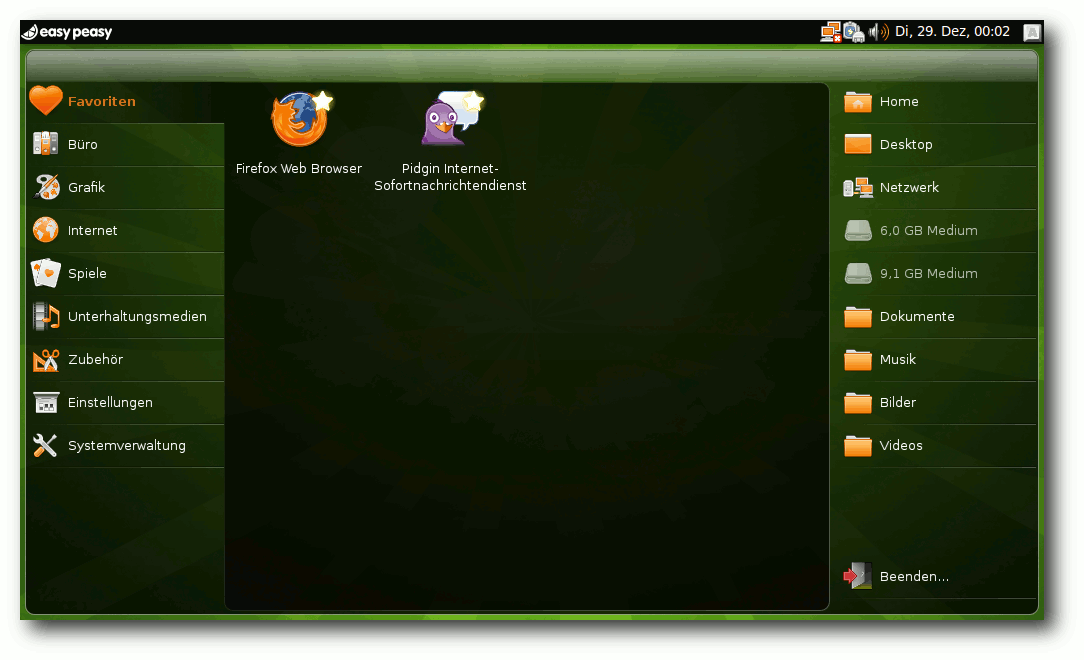 easy peasy
Di, 29. Dez, 00:02
A
Favoriten
Büro
Grafik
Internet
Spiele
Unterhaltungsmedien
Zubehör
Einstellungen
Systemverwaltung
Firefox Web Browser
Pidgin Internet-
Sofortnachrichtendienst
Home
Desktop
Netzwerk
6,0 GB Medium
9,1 GB Medium
Dokumente
Musik
Bilder
Videos
Beenden...